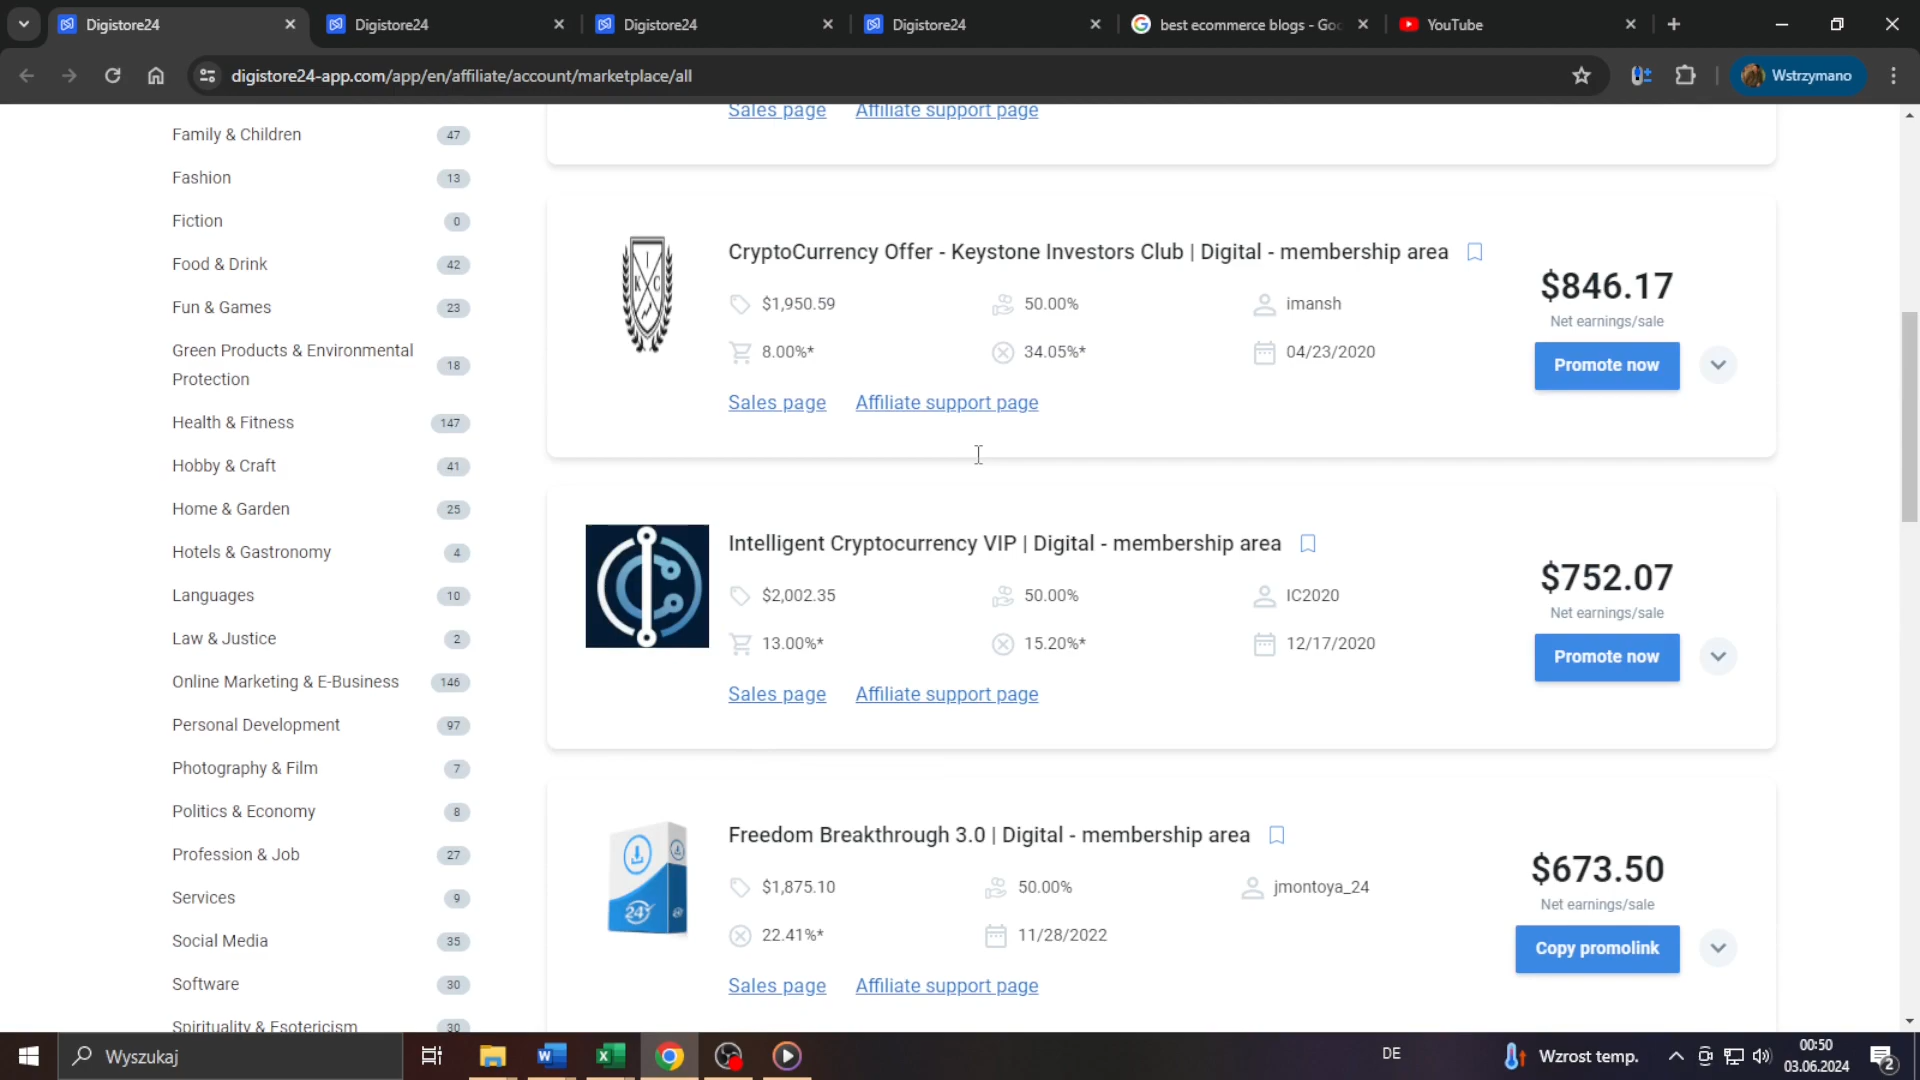 Digistore24
Digistore24
Digistore24
Digistore24
best ecommerce blogs - Goo
YouTube
digistore24-app.com/app/en/affiliate/account/marketplace/all
Wstrzymano
Family & Children 47
Fashion 13
Fiction 0
Food & Drink 42
Fun & Games 23
Green Products & Environmental
Protection 18
Health & Fitness 147
Hobby & Craft 41
Home & Garden 25
Hotels & Gastronomy 4
Languages 10
Law & Justice 2
Online Marketing & E-Business 146
Personal Development 97
Photography & Film 7
Politics & Economy 8
Profession & Job 27
Services 9
Social Media 35
Software 30
Spirituality & Esotericism 30
Sales page Affiliate support page
K I C
CryptoCurrency Offer - Keystone Investors Club | Digital - membership area
$1,950.59 50.00% imansh
8.00%* 34.05%* 04/23/2020
Sales page Affiliate support page
$846.17
Net earnings/sale
Promote now
Intelligent Cryptocurrency VIP | Digital - membership area
$2,002.35 50.00% IC2020
13.00%* 15.20%* 12/17/2020
Sales page Affiliate support page
$752.07
Net earnings/sale
Promote now
24
Freedom Breakthrough 3.0 | Digital - membership area
$1,875.10 50.00% jmontoya_24
22.41%* 11/28/2022
Sales page Affiliate support page
$673.50
Net earnings/sale
Copy promolink
Wyszukaj
DE
Wzrost temp.
00:50
03.06.2024
2